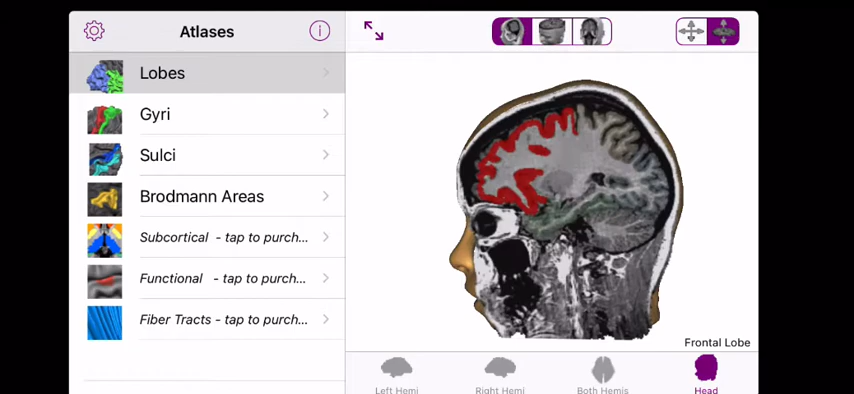 Atlases
Lobes
Gyri
Sulci
Brodmann Areas
Subcortical - tap to purch...
Functional - tap to purch...
Fiber Tracts - tap to purch...
Frontal Lobe
Left Hemi
Right Hemi
Both Hemis
Head